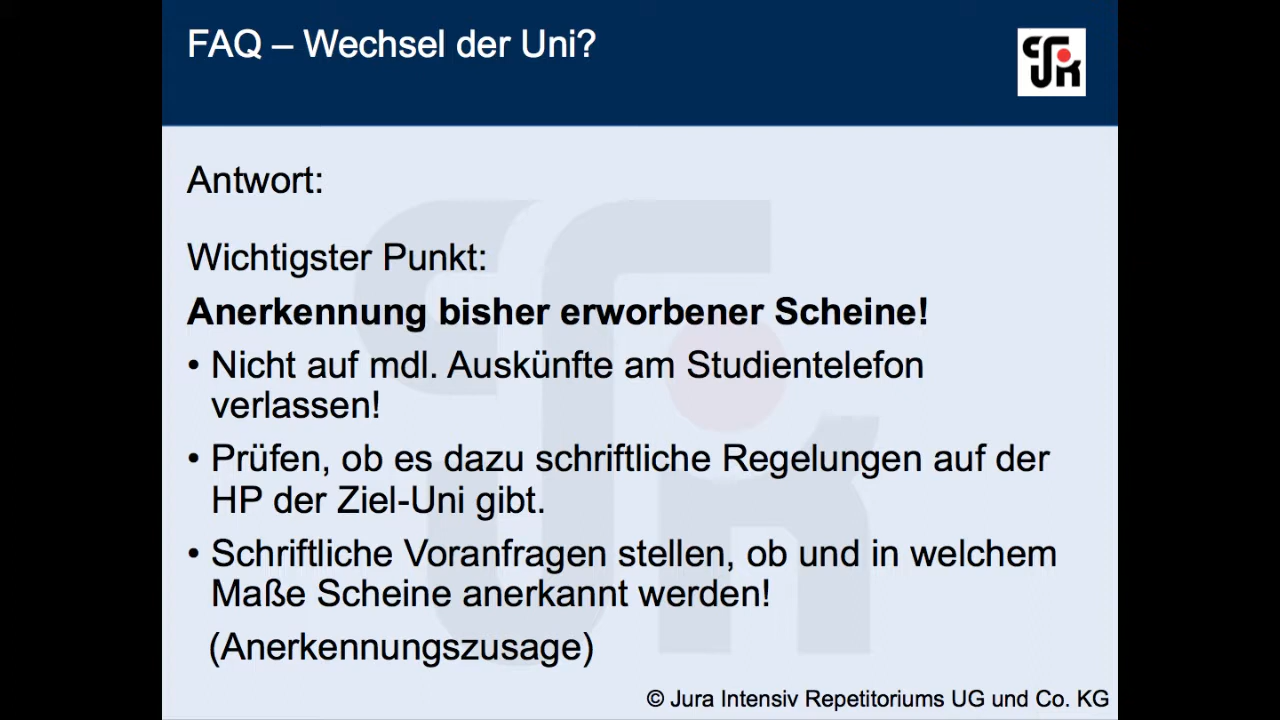 FAQ – Wechsel der Uni?
Antwort:
Wichtigster Punkt:
Anerkennung bisher erworbener Scheine!
• Nicht auf mdl. Auskünfte am Studientelefon
verlassen!
• Prüfen, ob es dazu schriftliche Regelungen auf der
HP der Ziel-Uni gibt.
• Schriftliche Voranfragen stellen, ob und in welchem
Maße Scheine anerkannt werden!
(Anerkennungszusage)
© Jura Intensiv Repetitoriums UG und Co. KG